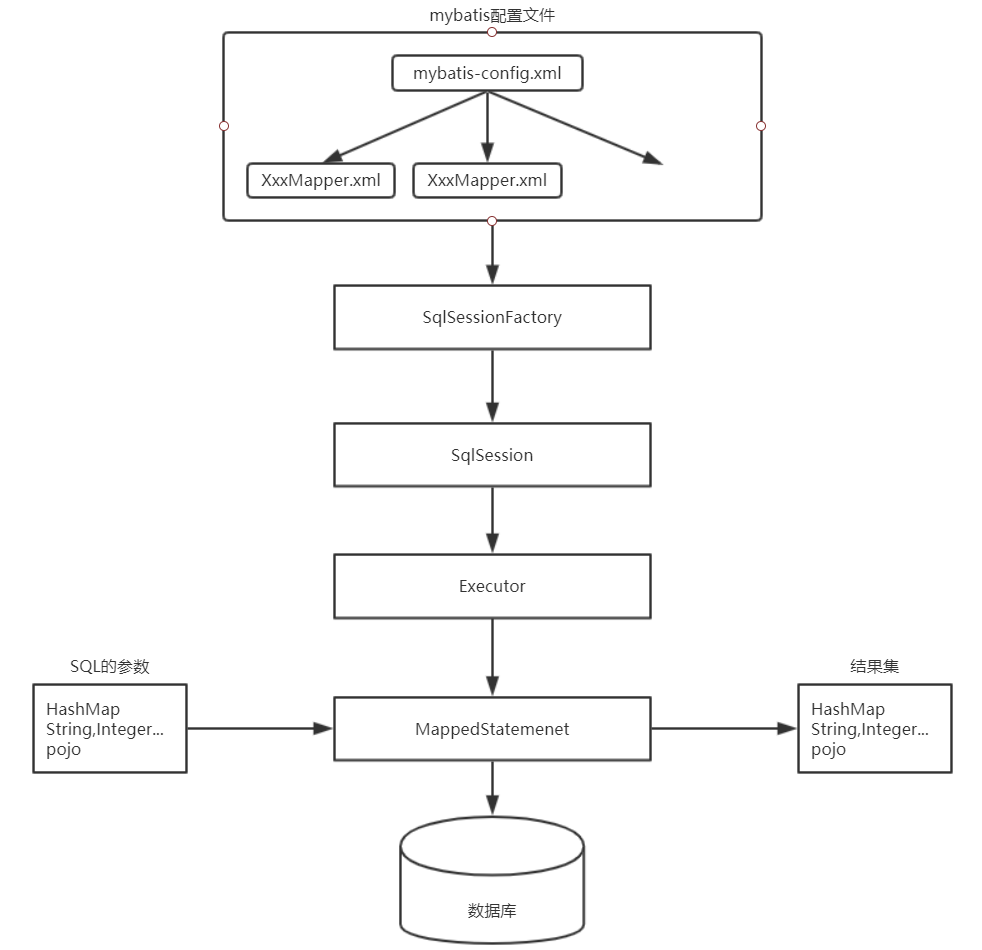 mybatis配置文件
mybatis-config.xml
XxxMapper.xml
XxxMapper.xml
SqlSessionFactory
SqlSession
Executor
SQL的参数
HashMap
String,Integer...
pojo
MappedStatemenet
结果集
HashMap
String,Integer...
pojo
数据库